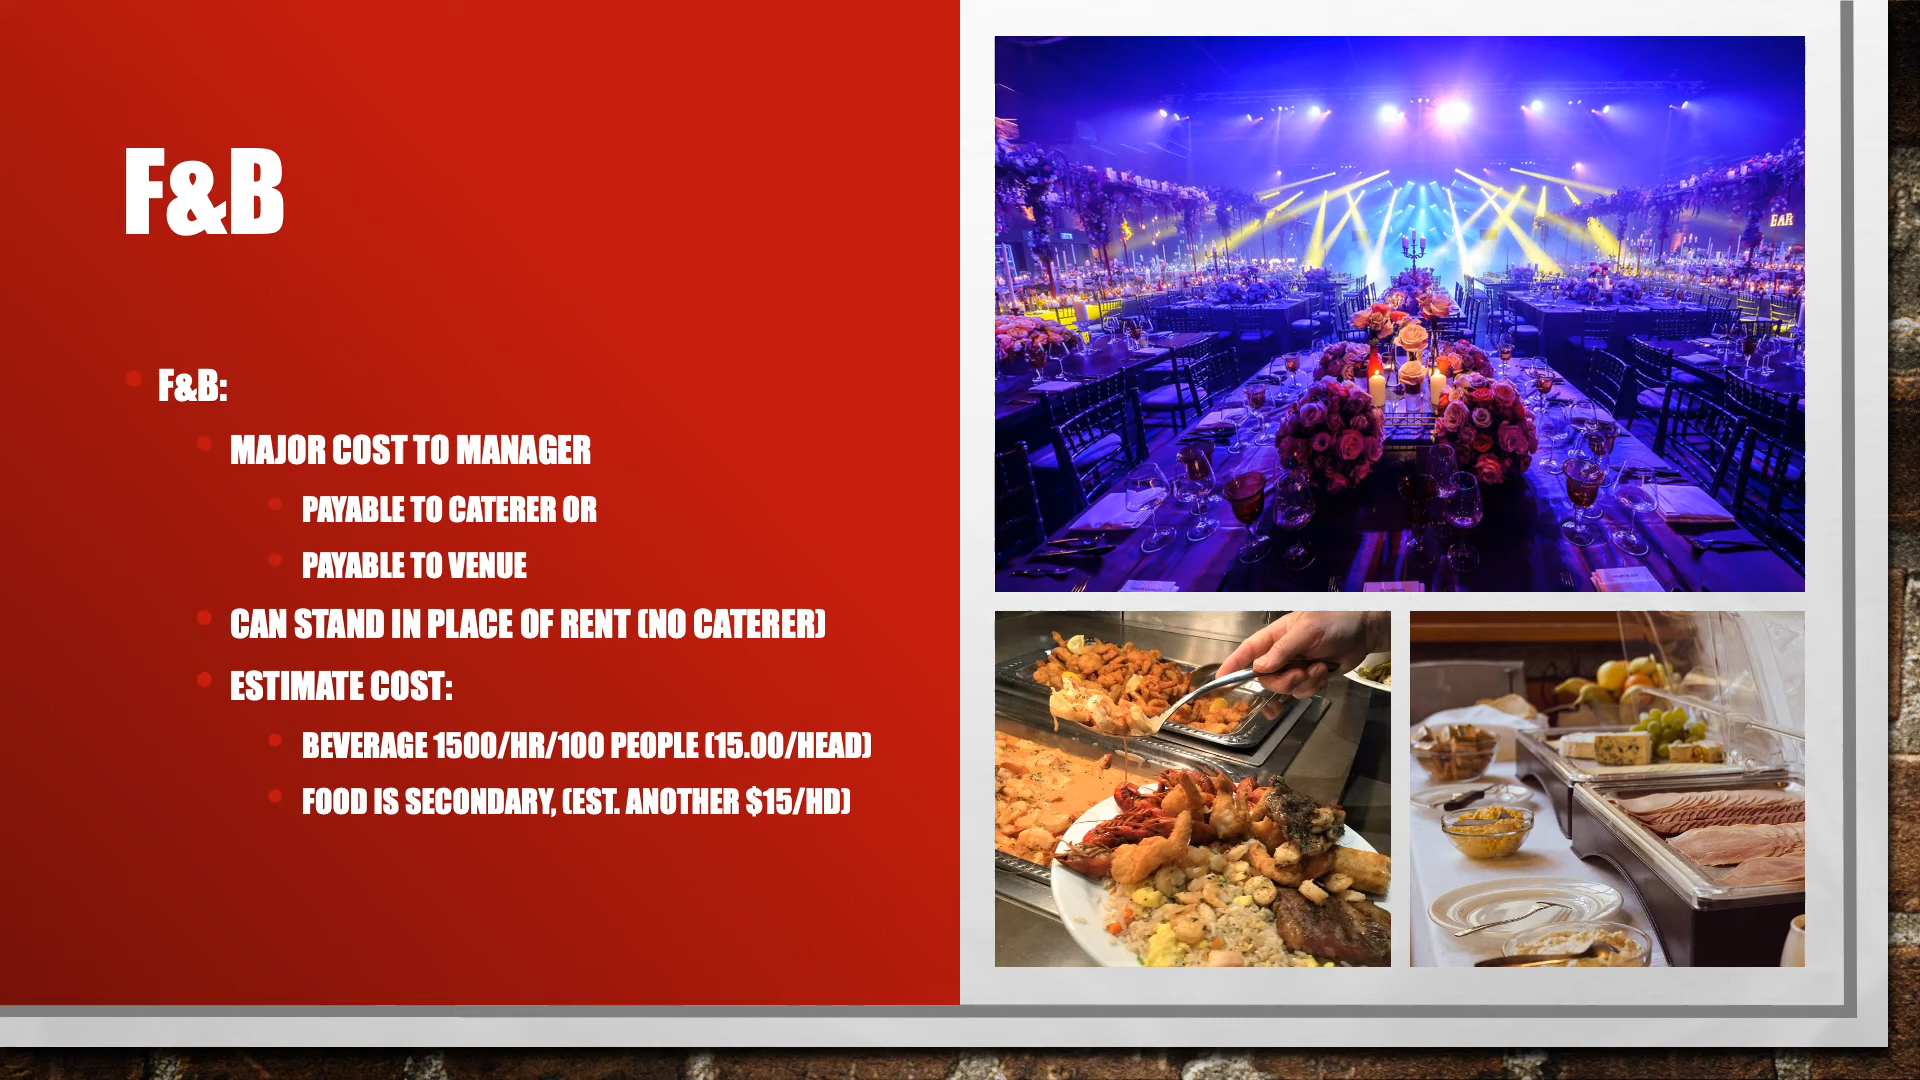 F&B
F&B:
MAJOR COST TO MANAGER
PAYABLE TO CATERER OR
PAYABLE TO VENUE
CAN STAND IN PLACE OF RENT (NO CATERER)
ESTIMATE COST:
BEVERAGE 1500/HR/100 PEOPLE (15.00/HEAD)
FOOD IS SECONDARY, (EST. ANOTHER $15/HD)
BAR